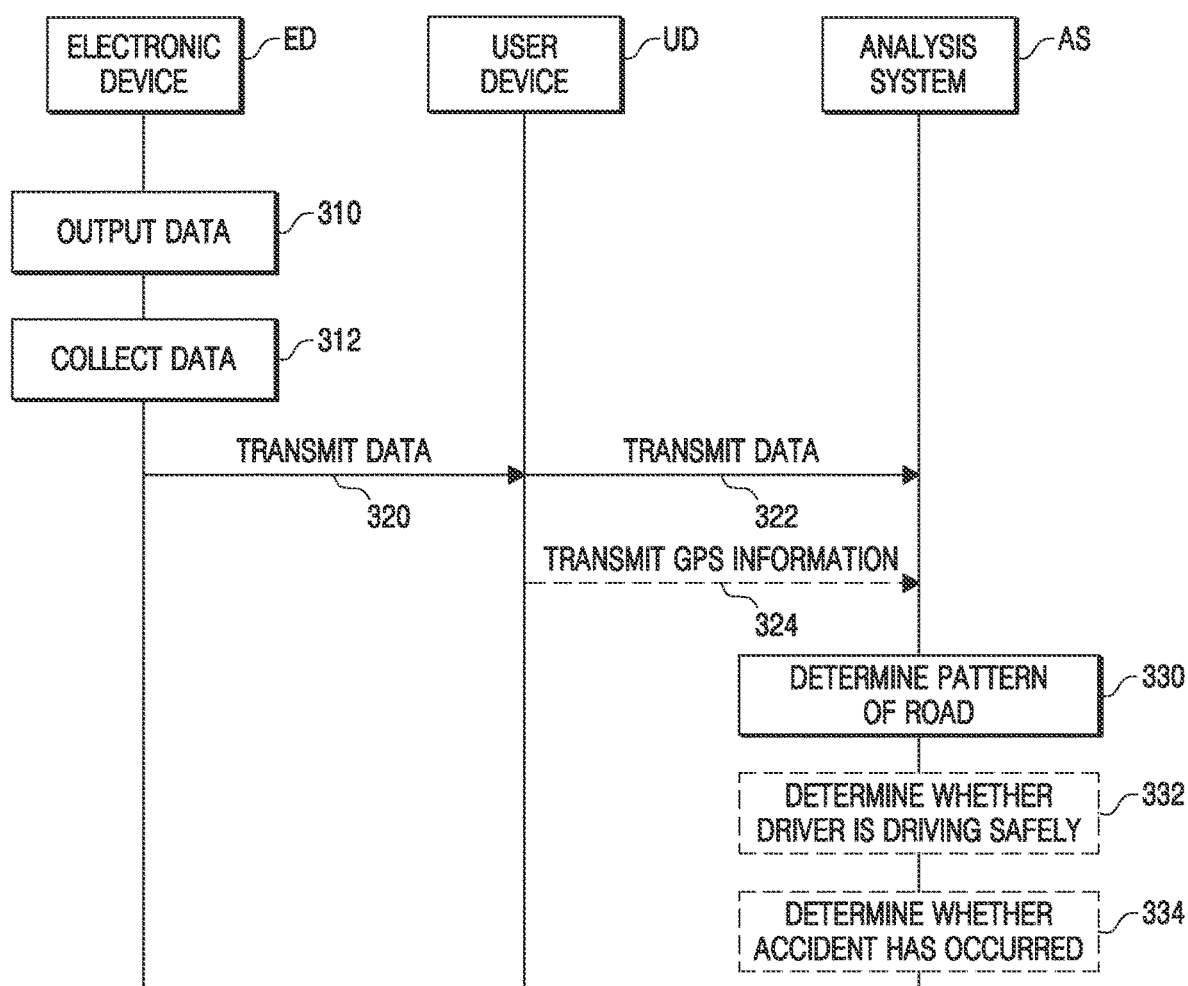 ELECTRONIC
DEVICE
ED
USER
DEVICE
UD
ANALYSIS
SYSTEM
AS
OUTPUT DATA
310
COLLECT DATA
312
TRANSMIT DATA
320
TRANSMIT DATA
322
TRANSMIT GPS INFORMATION
324
DETERMINE PATTERN
OF ROAD
330
DETERMINE WHETHER
DRIVER IS DRIVING SAFELY
332
DETERMINE WHETHER
ACCIDENT HAS OCCURRED
334